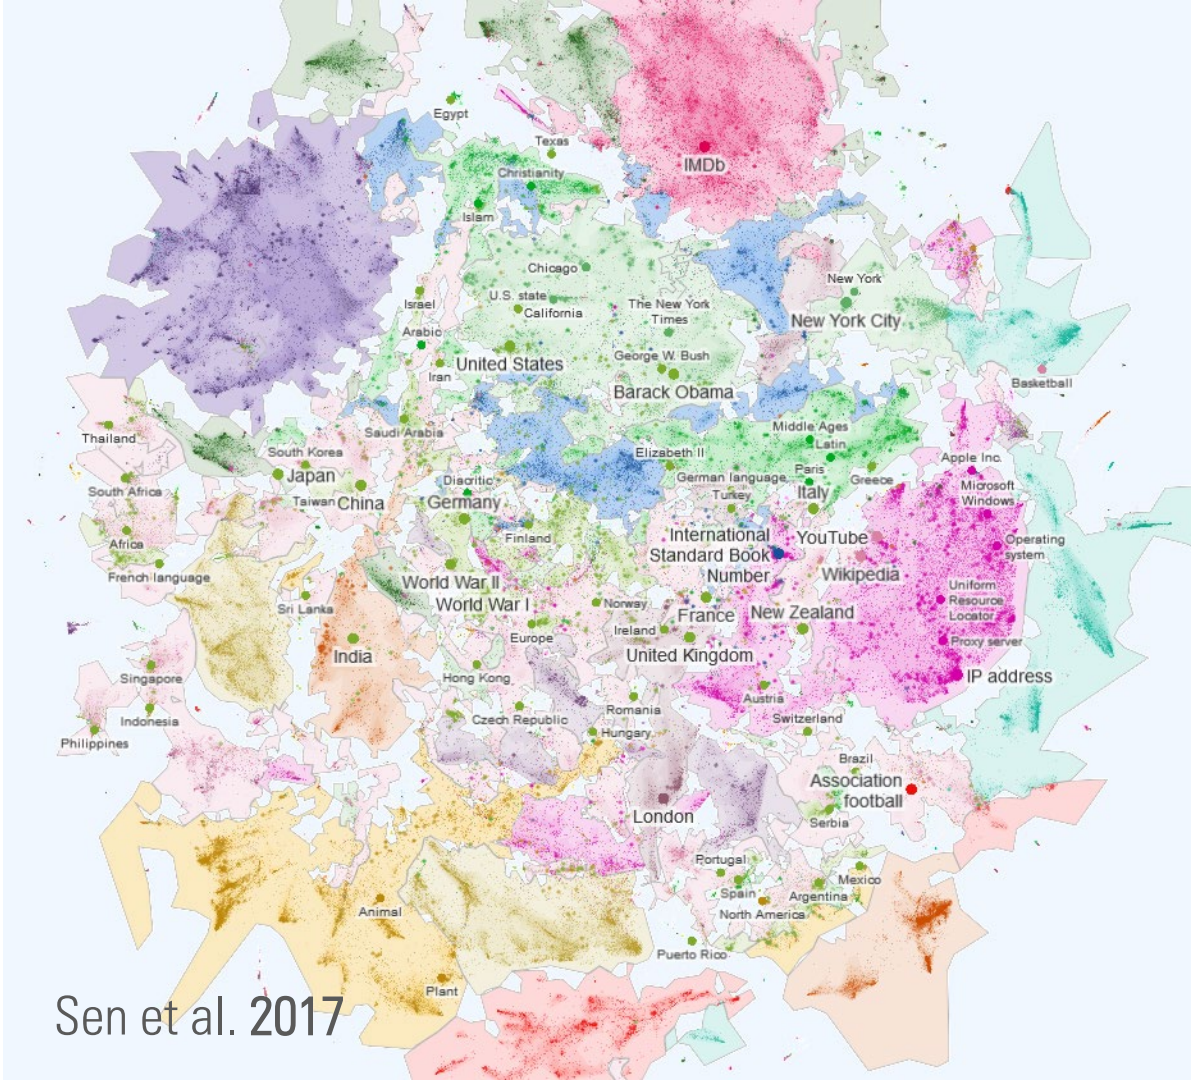 Egypt
Texas
IMDb
Christianity
Islam
Chicago
New York
Israel
U.S. state
California
The New York
Times
New York City
Arabic
United States
George W. Bush
Iran
Barack Obama
Basketball
Thailand
Saudi Arabia
Middle Ages
Latin
South Korea
Elizabeth II
Apple Inc.
Japan
Diacritic
German language
Paris
Greece
South Africa
Taiwan
China
Germany
Turkey
Italy
Microsoft
Windows
Africa
Finland
International
Standard Book
Number
YouTube
Operating
system
French language
World War II
Wikipedia
Uniform
Resource
Locator
Sri Lanka
World War I
Norway
France
New Zealand
Europe
Ireland
Proxy server
India
United Kingdom
Singapore
Hong Kong
IP address
Austria
Indonesia
Czech Republic
Romania
Switzerland
Philippines
Hungary
Brazil
Association
football
London
Serbia
Portugal
Spain
Argentina
Mexico
Animal
North America
Puerto Rico
Plant
Sen et al. 2017